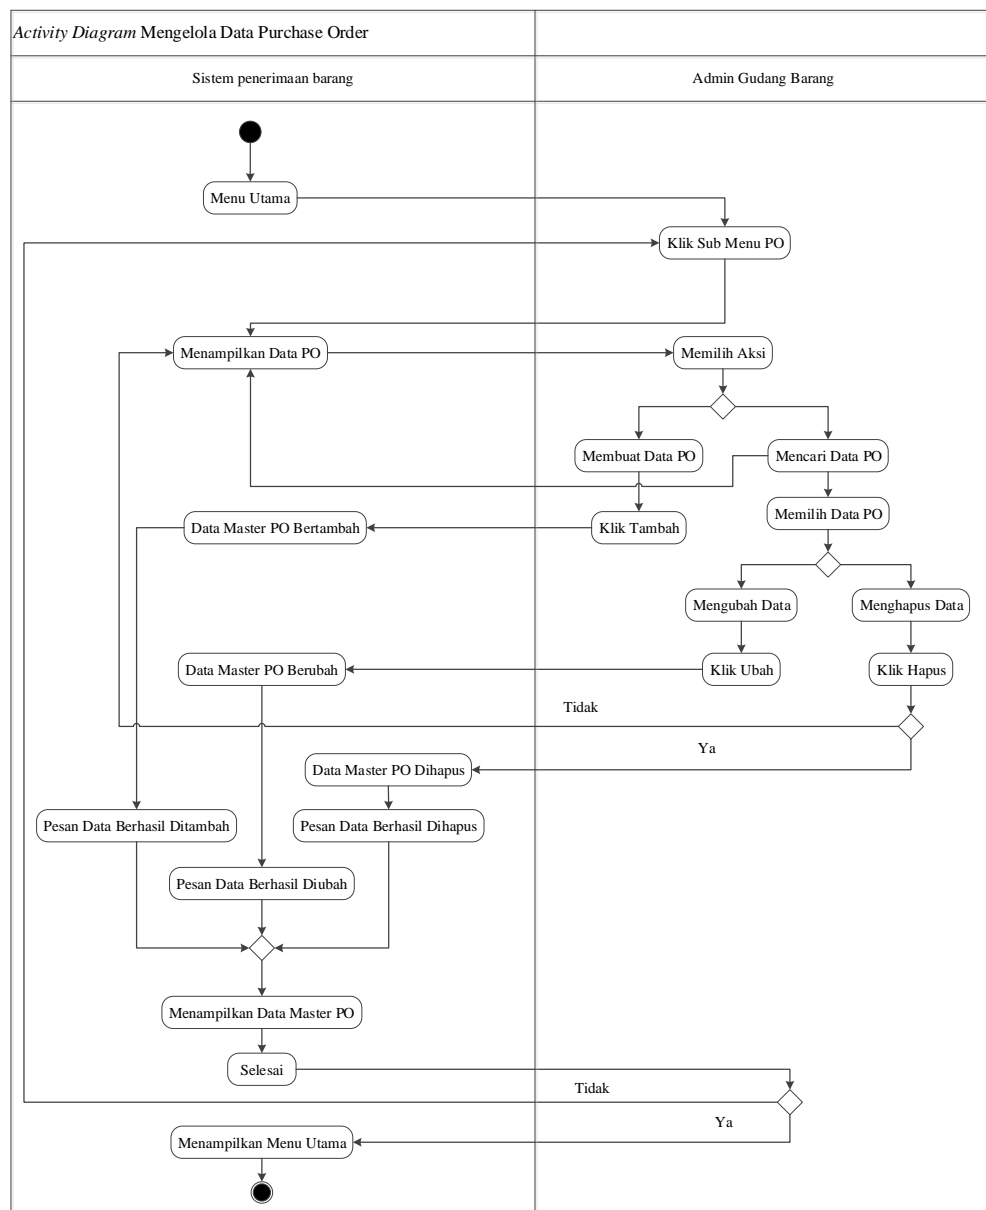 Activity Diagram Mengelola Data Purchase Order
Sistem penerimaan barang
Admin Gudang Barang
Menu Utama
Klik Sub Menu PO
Menampilkan Data PO
Memilih Aksi
Membuat Data PO
Mencari Data PO
Memilih Data PO
Data Master PO Bertambah
Klik Tambah
Mengubah Data
Menghapus Data
Data Master PO Berubah
Klik Ubah
Klik Hapus
Tidak
Ya
Data Master PO Dihapus
Pesan Data Berhasil Ditambah
Pesan Data Berhasil Dihapus
Pesan Data Berhasil Diubah
Menampilkan Data Master PO
Selesai
Tidak
Ya
Menampilkan Menu Utama